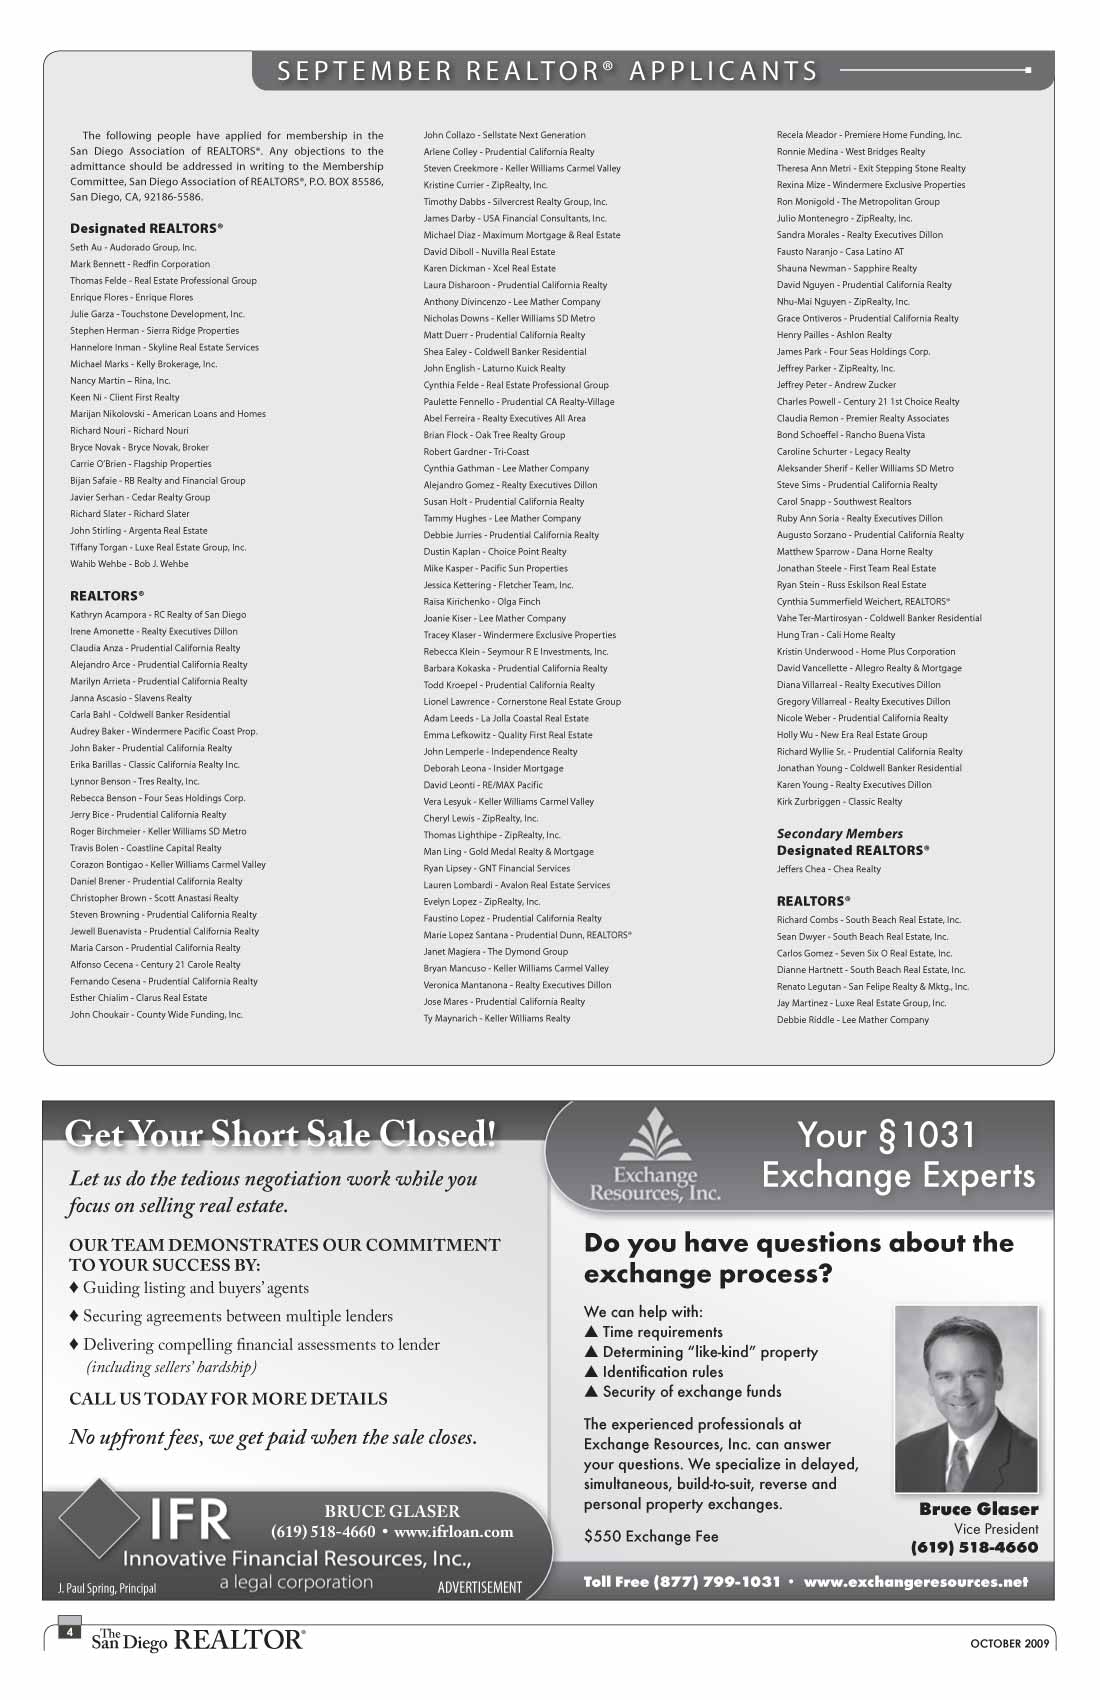 SEPTEMBER REALTOR® APPLICANTS
The following people have applied for membership in the
San Diego Association of REALTORS®. Any objections to the
admittance should be addressed in writing to the Membership
Committee, San Diego Association of REALTORS®, P.O. BOX 85586,
San Diego, CA, 92186-5586.
Designated REALTORS®
Seth Au - Audorado Group, Inc.
Mark Bennett - Redfin Corporation
Thomas Felde - Real Estate Professional Group
Enrique Flores - Enrique Flores
Julie Garza - Touchstone Development, Inc.
Stephen Herman - Sierra Ridge Properties
Hannelore Inman - Skyline Real Estate Services
Michael Marks - Kelly Brokerage, Inc.
Nancy Martin – Rina, Inc.
Keen Ni - Client First Realty
Marijan Nikolovski - American Loans and Homes
Richard Nouri - Richard Nouri
Bryce Novak - Bryce Novak, Broker
Carrie O'Brien - Flagship Properties
Bijan Safaie - RB Realty and Financial Group
Javier Serhan - Cedar Realty Group
Richard Slater - Richard Slater
John Stirling - Argenta Real Estate
Tiffany Torgan - Luxe Real Estate Group, Inc.
Wahib Wehbe - Bob J. Wehbe
REALTORS®
Kathryn Acampora - RC Realty of San Diego
Irene Amonette - Realty Executives Dillon
Claudia Anza - Prudential California Realty
Alejandro Arce - Prudential California Realty
Marilyn Arrieta - Prudential California Realty
Janna Ascasio - Slavens Realty
Carla Bahl - Coldwell Banker Residential
Audrey Baker - Windermere Pacific Coast Prop.
John Baker - Prudential California Realty
Erika Barillas - Classic California Realty Inc.
Lynnor Benson - Tres Realty, Inc.
Rebecca Benson - Four Seas Holdings Corp.
Jerry Bice - Prudential California Realty
Roger Birchmeier - Keller Williams SD Metro
Travis Bolen - Coastline Capital Realty
Corazon Bontigao - Keller Williams Carmel Valley
Daniel Brener - Prudential California Realty
Christopher Brown - Scott Anastasi Realty
Steven Browning - Prudential California Realty
Jewell Buenavista - Prudential California Realty
Maria Carson - Prudential California Realty
Alfonso Cecena - Century 21 Carole Realty
Fernando Cesena - Prudential California Realty
Esther Chialim - Clarus Real Estate
John Choukair - County Wide Funding, Inc.
John Collazo - Sellstate Next Generation
Arlene Colley - Prudential California Realty
Steven Creekmore - Keller Williams Carmel Valley
Kristine Currier - ZipRealty, Inc.
Timothy Dabbs - Silvercrest Realty Group, Inc.
James Darby - USA Financial Consultants, Inc.
Michael Diaz - Maximum Mortgage & Real Estate
David Diboll - Nuvilla Real Estate
Karen Dickman - Xcel Real Estate
Laura Disharoon - Prudential California Realty
Anthony Divincenzo - Lee Mather Company
Nicholas Downs - Keller Williams SD Metro
Matt Duerr - Prudential California Realty
Shea Ealey - Coldwell Banker Residential
John English - Laturno Kuick Realty
Cynthia Felde - Real Estate Professional Group
Paulette Fennello - Prudential CA Realty-Village
Abel Ferreira - Realty Executives All Area
Brian Flock - Oak Tree Realty Group
Robert Gardner - Tri-Coast
Cynthia Gathman - Lee Mather Company
Alejandro Gomez - Realty Executives Dillon
Susan Holt - Prudential California Realty
Tammy Hughes - Lee Mather Company
Debbie Jurries - Prudential California Realty
Dustin Kaplan - Choice Point Realty
Mike Kasper - Pacific Sun Properties
Jessica Kettering - Fletcher Team, Inc.
Raisa Kirichenko - Olga Finch
Joanie Kiser - Lee Mather Company
Tracey Klaser - Windermere Exclusive Properties
Rebecca Klein - Seymour R E Investments, Inc.
Barbara Kokaska - Prudential California Realty
Todd Kroepel - Prudential California Realty
Lionel Lawrence - Cornerstone Real Estate Group
Adam Leeds - La Jolla Coastal Real Estate
Emma Lefkowitz - Quality First Real Estate
John Lemperle - Independence Realty
Deborah Leona - Insider Mortgage
David Leonti - RE/MAX Pacific
Vera Lesyuk - Keller Williams Carmel Valley
Cheryl Lewis - ZipRealty, Inc.
Thomas Lighthipe - ZipRealty, Inc.
Man Ling - Gold Medal Realty & Mortgage
Ryan Lipsey - GNT Financial Services
Lauren Lombardi - Avalon Real Estate Services
Evelyn Lopez - ZipRealty, Inc.
Faustino Lopez - Prudential California Realty
Marie Lopez Santana - Prudential Dunn, REALTORS®
Janet Magiera - The Dymond Group
Bryan Mancuso - Keller Williams Carmel Valley
Veronica Mantanona - Realty Executives Dillon
Jose Mares - Prudential California Realty
Ty Maynarich - Keller Williams Realty
Recela Meador - Premiere Home Funding, Inc.
Ronnie Medina - West Bridges Realty
Theresa Ann Metri - Exit Stepping Stone Realty
Rexina Mize - Windermere Exclusive Properties
Ron Monigold - The Metropolitan Group
Julio Montenegro - ZipRealty, Inc.
Sandra Morales - Realty Executives Dillon
Fausto Naranjo - Casa Latino AT
Shauna Newman - Sapphire Realty
David Nguyen - Prudential California Realty
Nhu-Mai Nguyen - ZipRealty, Inc.
Grace Ontiveros - Prudential California Realty
Henry Pailles - Ashlon Realty
James Park - Four Seas Holdings Corp.
Jeffrey Parker - ZipRealty, Inc.
Jeffrey Peter - Andrew Zucker
Charles Powell - Century 21 1st Choice Realty
Claudia Remon - Premier Realty Associates
Bond Schoeffel - Rancho Buena Vista
Caroline Schurter - Legacy Realty
Aleksander Sherif - Keller Williams SD Metro
Steve Sims - Prudential California Realty
Carol Snapp - Southwest Realtors
Ruby Ann Soria - Realty Executives Dillon
Augusto Sorzano - Prudential California Realty
Matthew Sparrow - Dana Horne Realty
Jonathan Steele - First Team Real Estate
Ryan Stein - Russ Eskilson Real Estate
Cynthia Summerfield Weichert, REALTORS®
Vahe Ter-Martirosyan - Coldwell Banker Residential
Hung Tran - Cali Home Realty
Kristin Underwood - Home Plus Corporation
David Vancellette - Allegro Realty & Mortgage
Diana Villarreal - Realty Executives Dillon
Gregory Villarreal - Realty Executives Dillon
Nicole Weber - Prudential California Realty
Holly Wu - New Era Real Estate Group
Richard Wyllie Sr. - Prudential California Realty
Jonathan Young - Coldwell Banker Residential
Karen Young - Realty Executives Dillon
Kirk Zurbriggen - Classic Realty
Secondary Members
Designated REALTORS®
Jeffers Chea - Chea Realty
REALTORS®
Richard Combs - South Beach Real Estate, Inc.
Sean Dwyer - South Beach Real Estate, Inc.
Carlos Gomez - Seven Six O Real Estate, Inc.
Dianne Hartnett - South Beach Real Estate, Inc.
Renato Legutan - San Felipe Realty & Mktg., Inc.
Jay Martinez - Luxe Real Estate Group, Inc.
Debbie Riddle - Lee Mather Company
Get Your Short Sale Closed!
Let us do the tedious negotiation work while you
focus on selling real estate.
OUR TEAM DEMONSTRATES OUR COMMITMENT
TO YOUR SUCCESS BY:
♦ Guiding listing and buyers' agents
♦ Securing agreements between multiple lenders
♦ Delivering compelling financial assessments to lender
(including sellers' hardship)
CALL US TODAY FOR MORE DETAILS
No upfront fees, we get paid when the sale closes.
IFR
BRUCE GLASER
(619) 518-4660 • www.ifrloan.com
Innovative Financial Resources, Inc.,
a legal corporation
J. Paul Spring, Principal
ADVERTISEMENT
Exchange
Resources, Inc.
Your §1031
Exchange Experts
Do you have questions about the
exchange process?
We can help with:
▲ Time requirements
▲ Determining “like-kind” property
▲ Identification rules
▲ Security of exchange funds
The experienced professionals at
Exchange Resources, Inc. can answer
your questions. We specialize in delayed,
simultaneous, build-to-suit, reverse and
personal property exchanges.
$550 Exchange Fee
Bruce Glaser
Vice President
(619) 518-4660
Toll Free (877) 799-1031 • www.exchangeresources.net
4
The San Diego REALTOR®
OCTOBER 2009